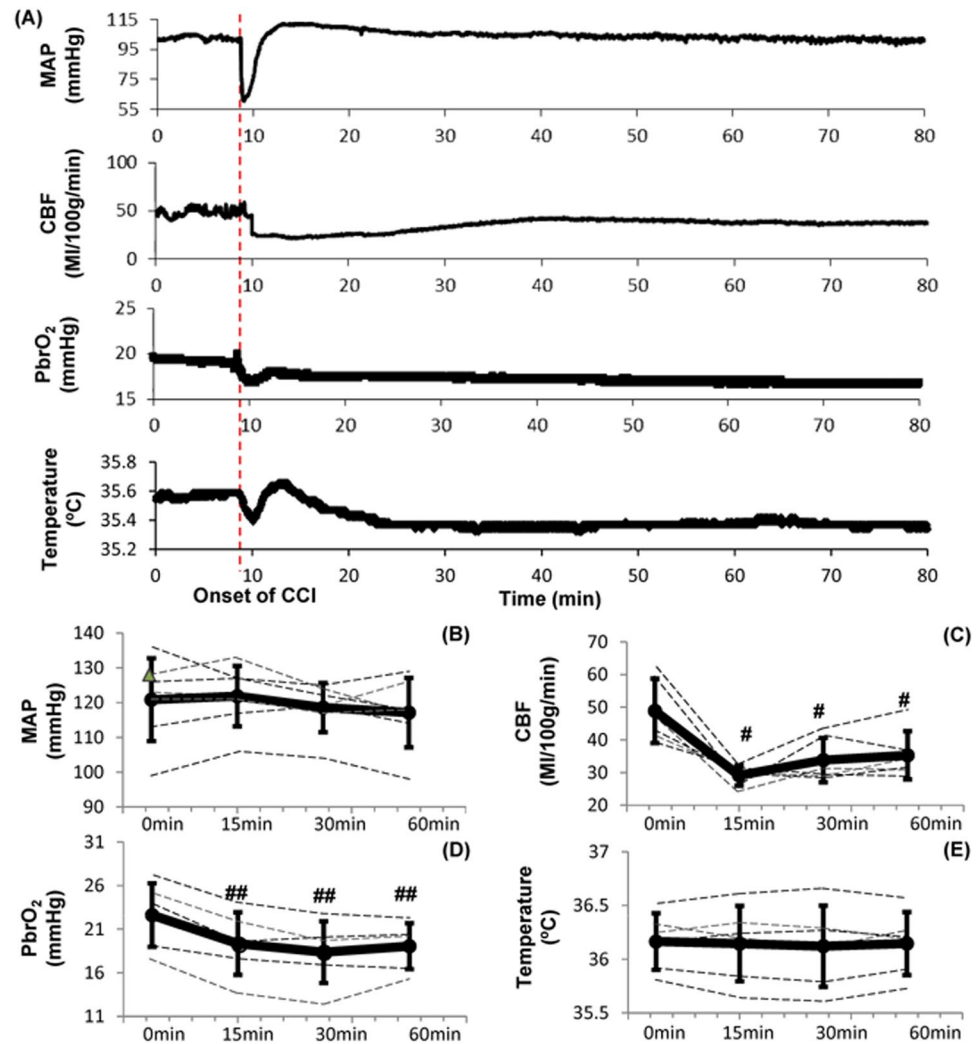 (A)
MAP
(mmHg)
115
95
75
55
0 10 20 30 40 50 60 70 80
CBF
(Ml/100g/min)
100
50
0
0 10 20 30 40 50 60 70 80
PbrO₂
(mmHg)
25
20
15
0 10 20 30 40 50 60 70 80
Temperature
(ºC)
35.8
35.6
35.4
35.2
0 10 20 30 40 50 60 70 80
Onset of CCI
Time (min)
(B)
MAP
(mmHg)
140
130
120
110
100
90
0min 15min 30min 60min
(C)
CBF
(Ml/100g/min)
70
60
50
40
30
20
# # #
0min 15min 30min 60min
(D)
PbrO₂
(mmHg)
31
26
21
16
11
## ## ##
0min 15min 30min 60min
(E)
Temperature
(ºC)
37
36.5
36
35.5
0min 15min 30min 60min